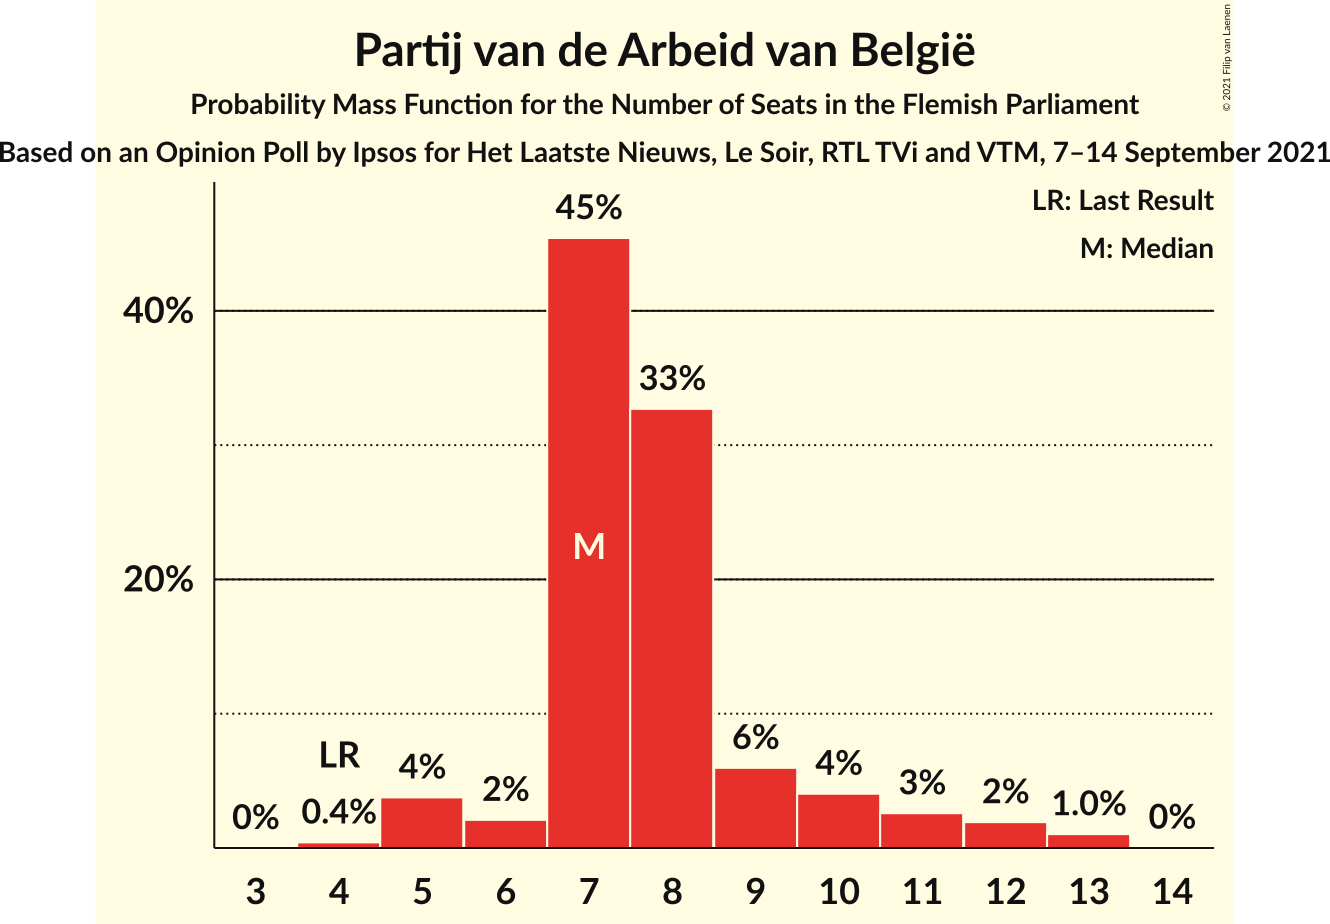 Partij van de Arbeid van België
Probability Mass Function for the Number of Seats in the Flemish Parliament
Based on an Opinion Poll by Ipsos for Het Laatste Nieuws, Le Soir, RTL TVi and VTM, 7–14 September 2021
© 2021 Filip van Laenen
LR: Last Result
M: Median
45%
40%
33%
M
20%
LR
0% 0.4% 4% 2% 6% 4% 3% 2% 1.0% 0%
3 4 5 6 7 8 9 10 11 12 13 14